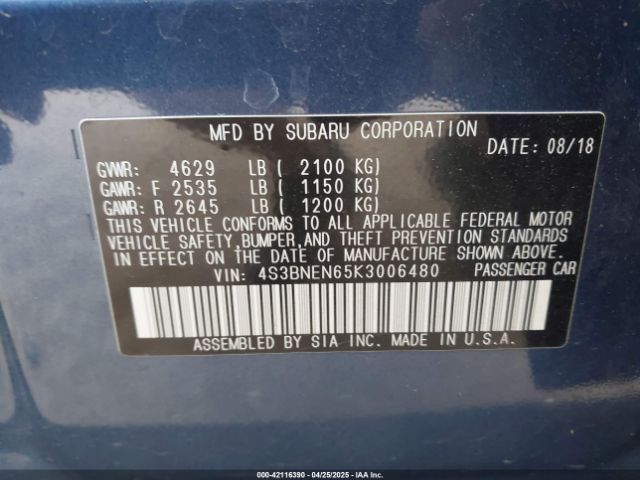 MFD BY SUBARU CORPORATION
DATE: 08/18
GVWR: 4629 LB ( 2100 KG)
GAWR: F 2535 LB ( 1150 KG)
GAWR: R 2645 LB ( 1200 KG)
THIS VEHICLE CONFORMS TO ALL APPLICABLE FEDERAL MOTOR
VEHICLE SAFETY,BUMPER,AND THEFT PREVENTION STANDARDS
IN EFFECT ON THE DATE OF MANUFACTURE SHOWN ABOVE.
VIN: 4S3BNEN65K3006480 PASSENGER CAR
ASSEMBLED BY SIA INC. MADE IN U.S.A.
000-42116390 - 04/25/2025 - IAAI.COM